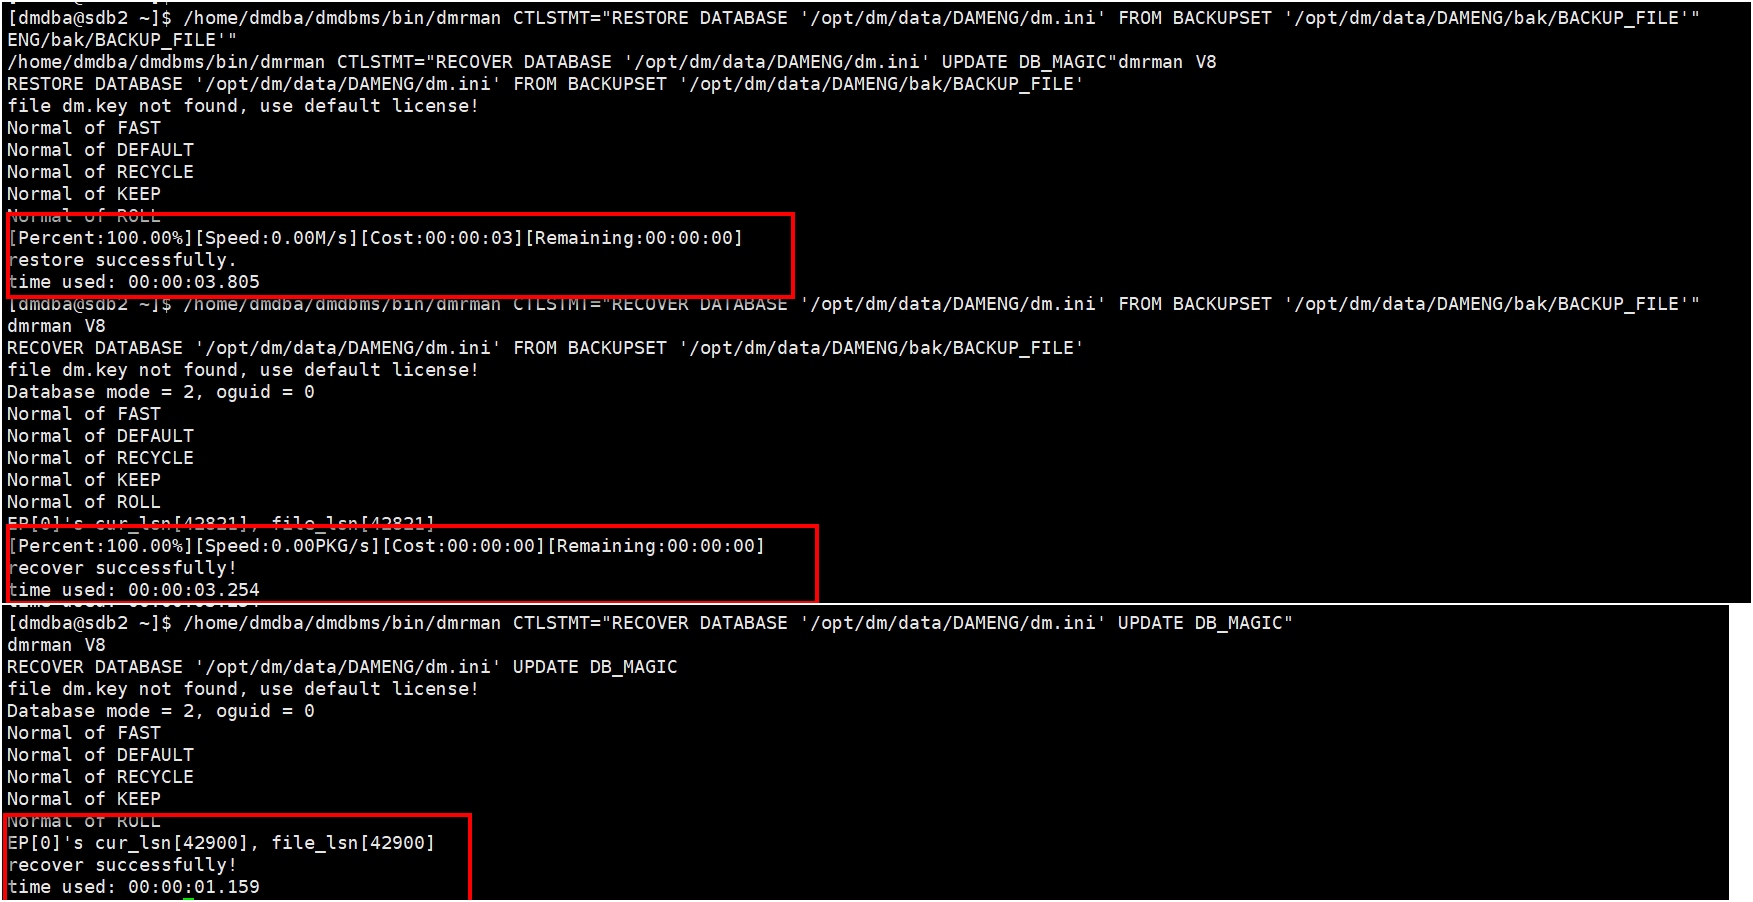 [dmdba@sdb2 ~]$ /home/dmdba/dmdbms/bin/dmrman CTLSTMT="RESTORE DATABASE '/opt/dm/data/DAMENG/dm.ini' FROM BACKUPSET '/opt/dm/data/DAMENG/bak/BACKUP_FILE'"
ENG/bak/BACKUP_FILE'"
/home/dmdba/dmdbms/bin/dmrman CTLSTMT="RECOVER DATABASE '/opt/dm/data/DAMENG/dm.ini' UPDATE DB_MAGIC"dmrman V8
RESTORE DATABASE '/opt/dm/data/DAMENG/dm.ini' FROM BACKUPSET '/opt/dm/data/DAMENG/bak/BACKUP_FILE'
file dm.key not found, use default license!
Normal of FAST
Normal of DEFAULT
Normal of RECYCLE
Normal of KEEP
Normal of ROLL
[Percent:100.00%][Speed:0.00M/s][Cost:00:00:03][Remaining:00:00:00]
restore successfully.
time used: 00:00:03.805
[dmdba@sdb2 ~]$ /home/dmdba/dmdbms/bin/dmrman CTLSTMT="RECOVER DATABASE '/opt/dm/data/DAMENG/dm.ini' FROM BACKUPSET '/opt/dm/data/DAMENG/bak/BACKUP_FILE'"
dmrman V8
RECOVER DATABASE '/opt/dm/data/DAMENG/dm.ini' FROM BACKUPSET '/opt/dm/data/DAMENG/bak/BACKUP_FILE'
file dm.key not found, use default license!
Database mode = 2, oguid = 0
Normal of FAST
Normal of DEFAULT
Normal of RECYCLE
Normal of KEEP
Normal of ROLL
EP[0]'s cur_lsn[42821], file_lsn[42821]
[Percent:100.00%][Speed:0.00PKG/s][Cost:00:00:00][Remaining:00:00:00]
recover successfully!
time used: 00:00:03.254
[dmdba@sdb2 ~]$ /home/dmdba/dmdbms/bin/dmrman CTLSTMT="RECOVER DATABASE '/opt/dm/data/DAMENG/dm.ini' UPDATE DB_MAGIC"
dmrman V8
RECOVER DATABASE '/opt/dm/data/DAMENG/dm.ini' UPDATE DB_MAGIC
file dm.key not found, use default license!
Database mode = 2, oguid = 0
Normal of FAST
Normal of DEFAULT
Normal of RECYCLE
Normal of KEEP
Normal of ROLL
EP[0]'s cur_lsn[42900], file_lsn[42900]
recover successfully!
time used: 00:00:01.159